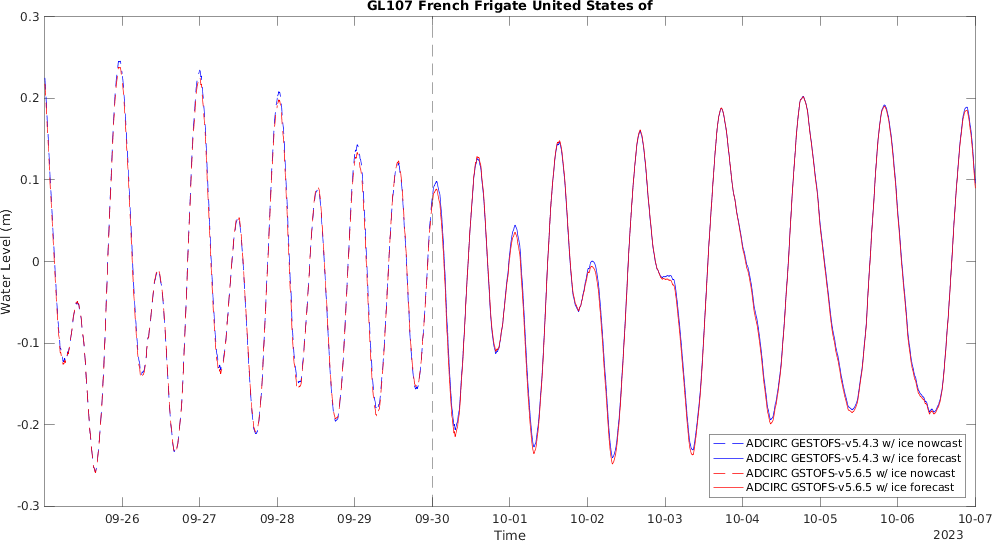 GL107 French Frigate United States of
0.3
0.2
0.1
0
-0.1
-0.2
-0.3
Water Level (m)
09-26 09-27 09-28 09-29 09-30 10-01 10-02 10-03 10-04 10-05 10-06 10-07
Time
2023
ADCIRC GESTOFS-v5.4.3 w/ ice nowcast
ADCIRC GESTOFS-v5.4.3 w/ ice forecast
ADCIRC GSTOFS-v5.6.5 w/ ice nowcast
ADCIRC GSTOFS-v5.6.5 w/ ice forecast